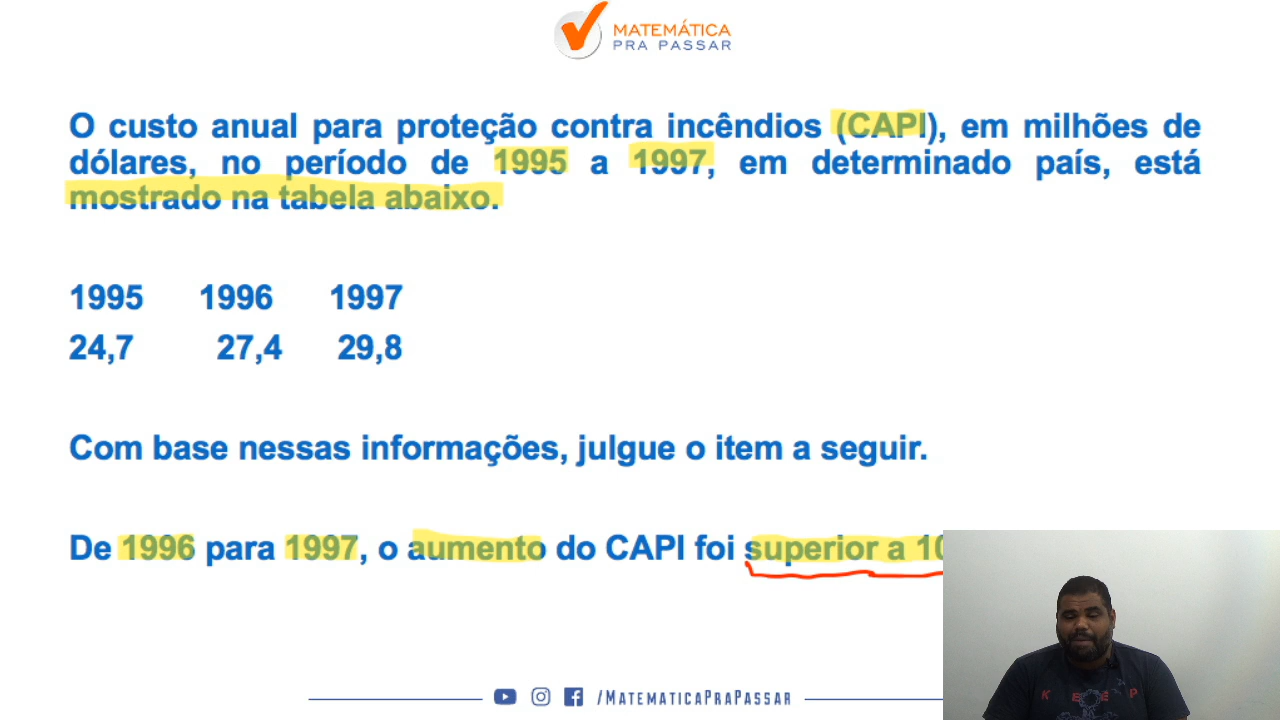 MATEMÁTICA
PRA PASSAR
O custo anual para proteção contra incêndios (CAPI), em milhões de
dólares, no período de 1995 a 1997, em determinado país, está
mostrado na tabela abaixo.
1995 1996 1997
24,7 27,4 29,8
Com base nessas informações, julgue o item a seguir.
De 1996 para 1997, o aumento do CAPI foi superior a 10
/MATEMATICAPRAPASSAR
K E E P